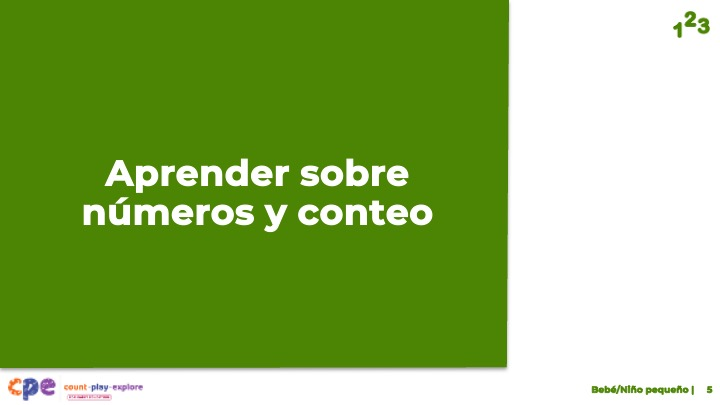 123
Aprender sobre
números y conteo
cpe count-play-explore
Bebé/Niño pequeño | 5